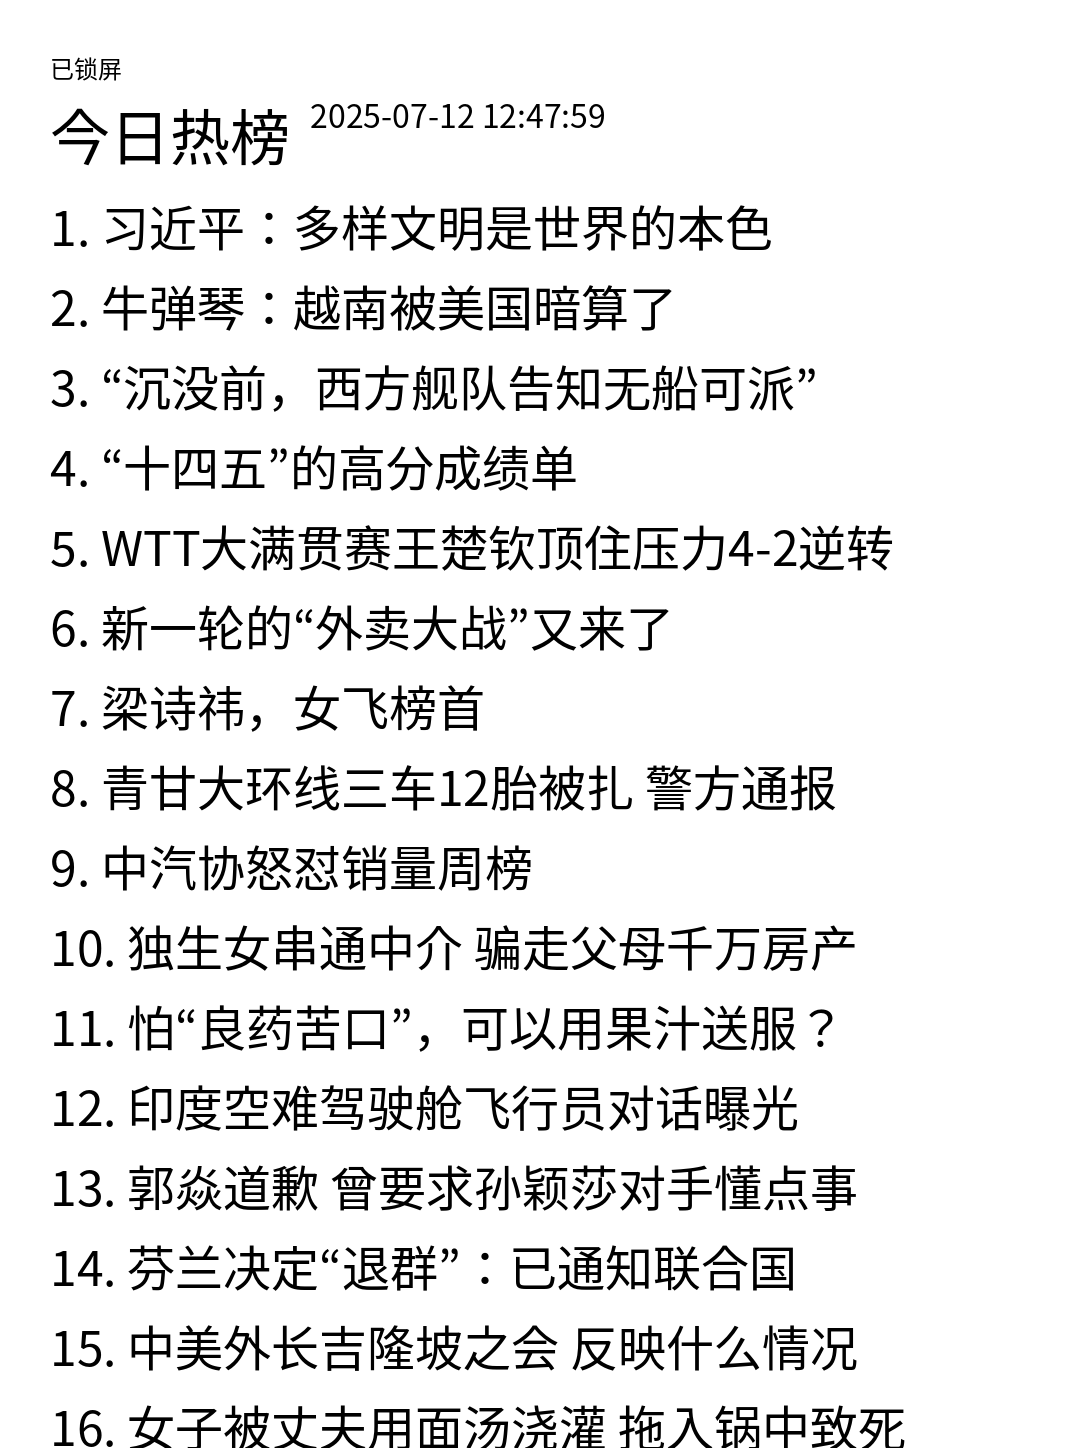 已锁屏
今日热榜 2025-07-12 12:47:59
1. 习近平：多样文明是世界的本色
2. 牛弹琴：越南被美国暗算了
3. “沉没前，西方舰队告知无船可派”
4. “十四五”的高分成绩单
5. WTT大满贯赛王楚钦顶住压力4-2逆转
6. 新一轮的“外卖大战”又来了
7. 梁诗祎，女飞榜首
8. 青甘大环线三车12胎被扎 警方通报
9. 中汽协怒怼销量周榜
10. 独生女串通中介 骗走父母千万房产
11. 怕“良药苦口”，可以用果汁送服？
12. 印度空难驾驶舱飞行员对话曝光
13. 郭焱道歉 曾要求孙颖莎对手懂点事
14. 芬兰决定“退群”：已通知联合国
15. 中美外长吉隆坡之会 反映什么情况
16. 女子被丈夫用面汤浇灌 拖入锅中致死